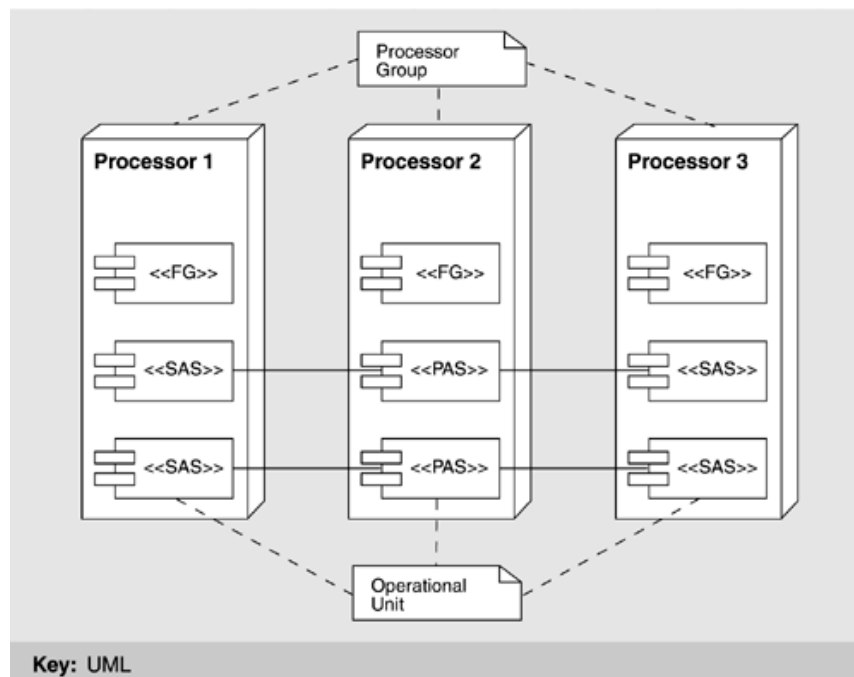 Processor
Group
Processor 1
Processor 2
Processor 3
<<FG>>
<<FG>>
<<FG>>
<<SAS>>
<<PAS>>
<<SAS>>
<<SAS>>
<<PAS>>
<<SAS>>
Operational
Unit
Key: UML